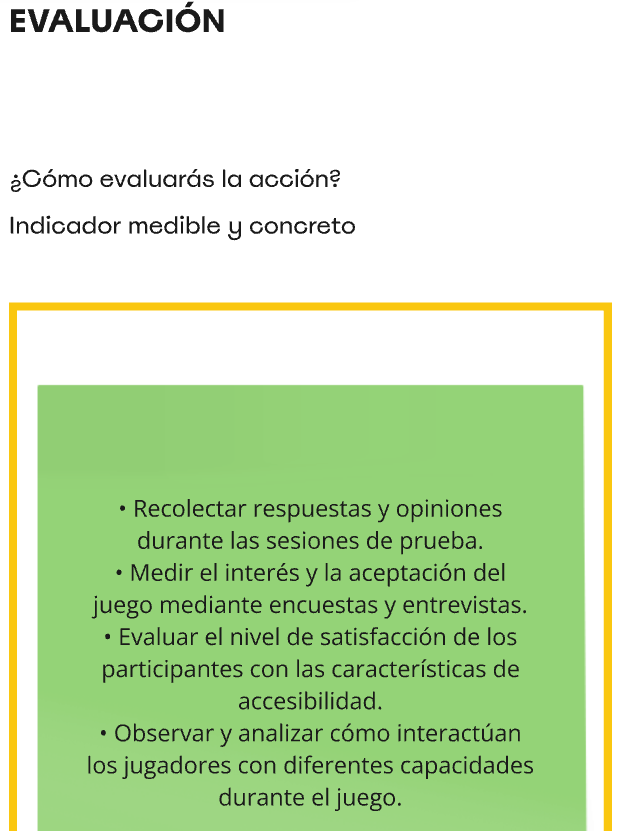 EVALUACIÓN
¿Cómo evaluarás la acción?
Indicador medible y concreto
• Recolectar respuestas y opiniones
durante las sesiones de prueba.
• Medir el interés y la aceptación del
juego mediante encuestas y entrevistas.
• Evaluar el nivel de satisfacción de los
participantes con las características de
accesibilidad.
• Observar y analizar cómo interactúan
los jugadores con diferentes capacidades
durante el juego.